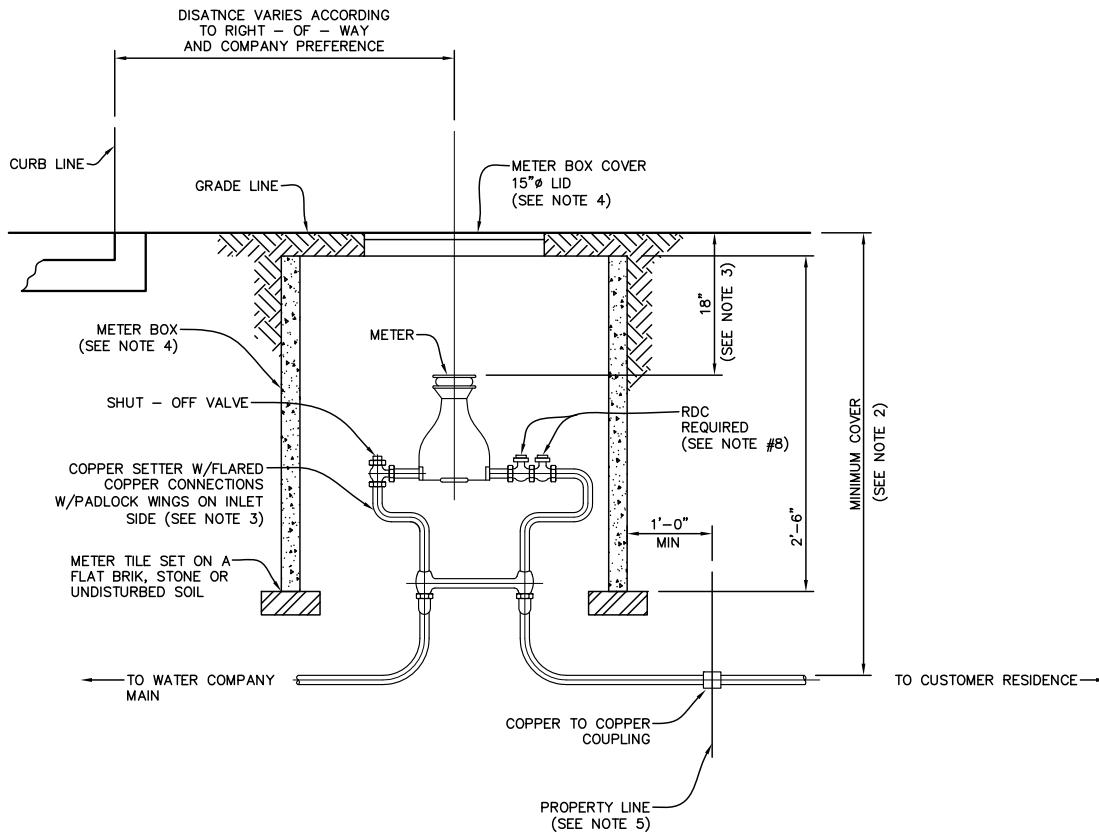 DISATNCE VARIES ACCORDING
TO RIGHT – OF – WAY
AND COMPANY PREFERENCE
CURB LINE
GRADE LINE
METER BOX COVER
15"ø LID
(SEE NOTE 4)
METER BOX
(SEE NOTE 4)
METER
18"
(SEE NOTE 3)
SHUT – OFF VALVE
RDC
REQUIRED
(SEE NOTE #8)
MINIMUM COVER
(SEE NOTE 2)
COPPER SETTER W/FLARED
COPPER CONNECTIONS
W/PADLOCK WINGS ON INLET
SIDE (SEE NOTE 3)
1'-0"
MIN
2'-6"
METER TILE SET ON A
FLAT BRIK, STONE OR
UNDISTURBED SOIL
TO WATER COMPANY
MAIN
TO CUSTOMER RESIDENCE
COPPER TO COPPER
COUPLING
PROPERTY LINE
(SEE NOTE 5)